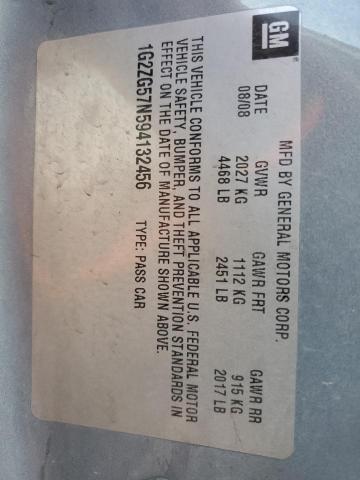 GM
MFD BY GENERAL MOTORS CORP.
DATE GVWR GAWR FRT GAWR RR
08/08 2027 KG 1112 KG 915 KG
4468 LB 2451 LB 2017 LB
THIS VEHICLE CONFORMS TO ALL APPLICABLE U.S. FEDERAL MOTOR
VEHICLE SAFETY, BUMPER, AND THEFT PREVENTION STANDARDS IN
EFFECT ON THE DATE OF MANUFACTURE SHOWN ABOVE.
1G2ZG57N594132456 TYPE: PASS CAR